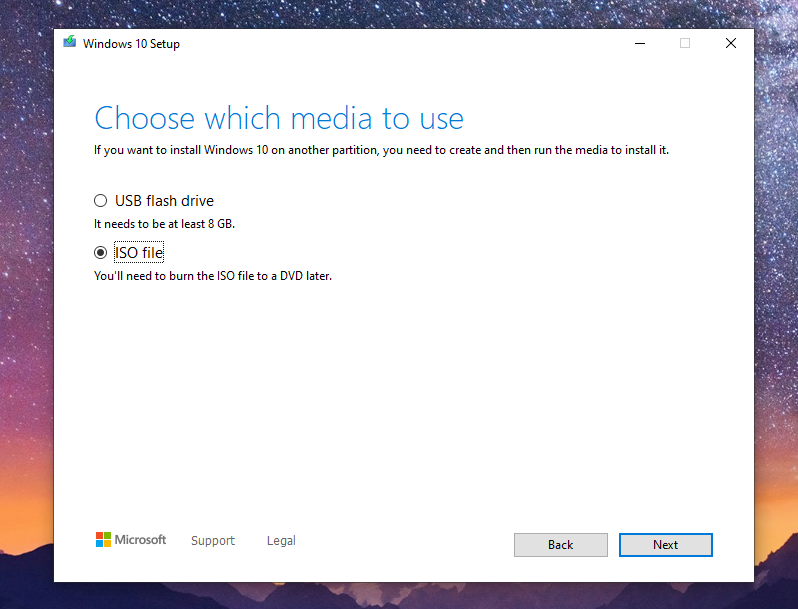 Windows 10 Setup
Choose which media to use
If you want to install Windows 10 on another partition, you need to create and then run the media to install it.
USB flash drive
It needs to be at least 8 GB.
ISO file
You'll need to burn the ISO file to a DVD later.
Microsoft Support Legal Back Next